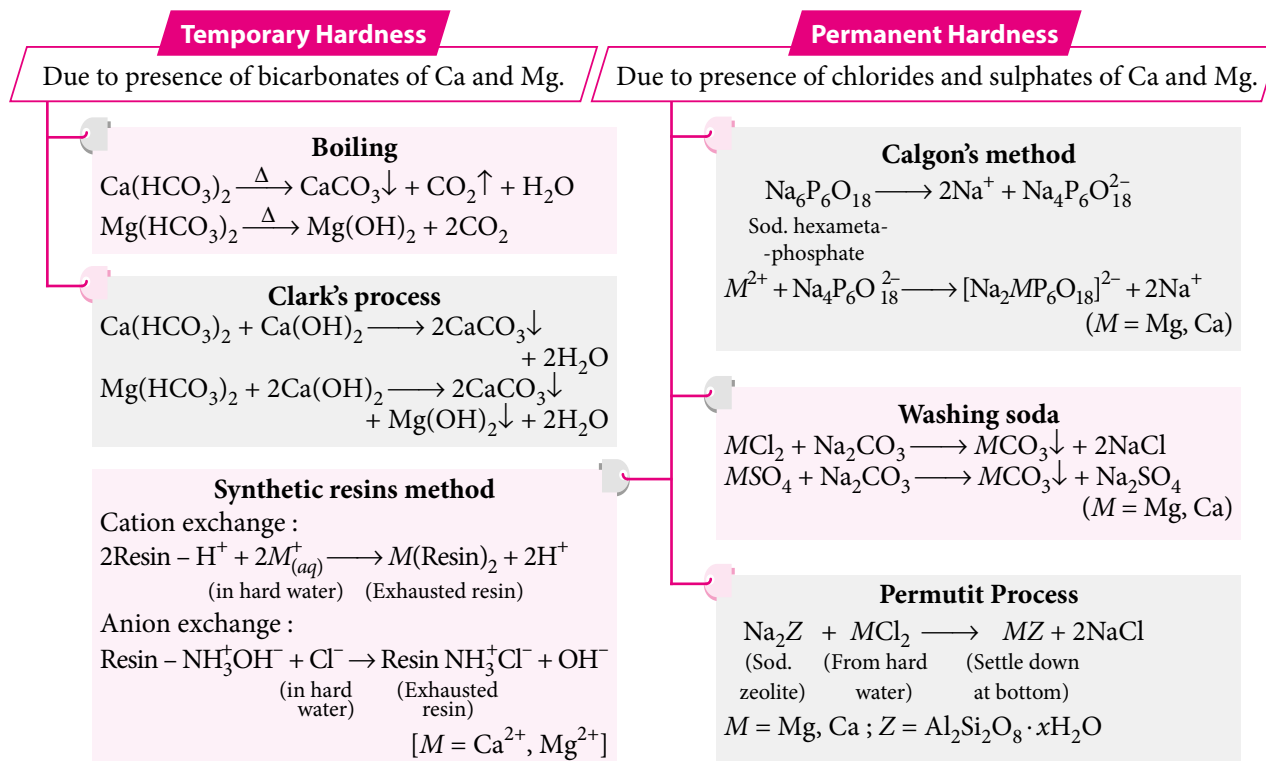 Temporary Hardness
Due to presence of bicarbonates of Ca and Mg.
Boiling
Ca(HCO₃)₂ —Δ→ CaCO₃↓ + CO₂↑ + H₂O
Mg(HCO₃)₂ —Δ→ Mg(OH)₂ + 2CO₂
Clark's process
Ca(HCO₃)₂ + Ca(OH)₂ ⟶ 2CaCO₃↓
+ 2H₂O
Mg(HCO₃)₂ + 2Ca(OH)₂ ⟶ 2CaCO₃↓
+ Mg(OH)₂↓ + 2H₂O
Synthetic resins method
Cation exchange :
2Resin – H⁺ + 2M⁺(aq) ⟶ M(Resin)₂ + 2H⁺
(in hard water) (Exhausted resin)
Anion exchange :
Resin – NH₃⁺OH⁻ + Cl⁻ → Resin NH₃⁺Cl⁻ + OH⁻
(in hard (Exhausted
water) resin)
[M = Ca²⁺, Mg²⁺]
Permanent Hardness
Due to presence of chlorides and sulphates of Ca and Mg.
Calgon's method
Na₆P₆O₁₈ ⟶ 2Na⁺ + Na₄P₆O₁₈²⁻
Sod. hexameta-
-phosphate
M²⁺ + Na₄P₆O₁₈²⁻ ⟶ [Na₂MP₆O₁₈]²⁻ + 2Na⁺
(M = Mg, Ca)
Washing soda
MCl₂ + Na₂CO₃ ⟶ MCO₃↓ + 2NaCl
MSO₄ + Na₂CO₃ ⟶ MCO₃↓ + Na₂SO₄
(M = Mg, Ca)
Permutit Process
Na₂Z + MCl₂ ⟶ MZ + 2NaCl
(Sod. (From hard (Settle down
zeolite) water) at bottom)
M = Mg, Ca ; Z = Al₂Si₂O₈·xH₂O